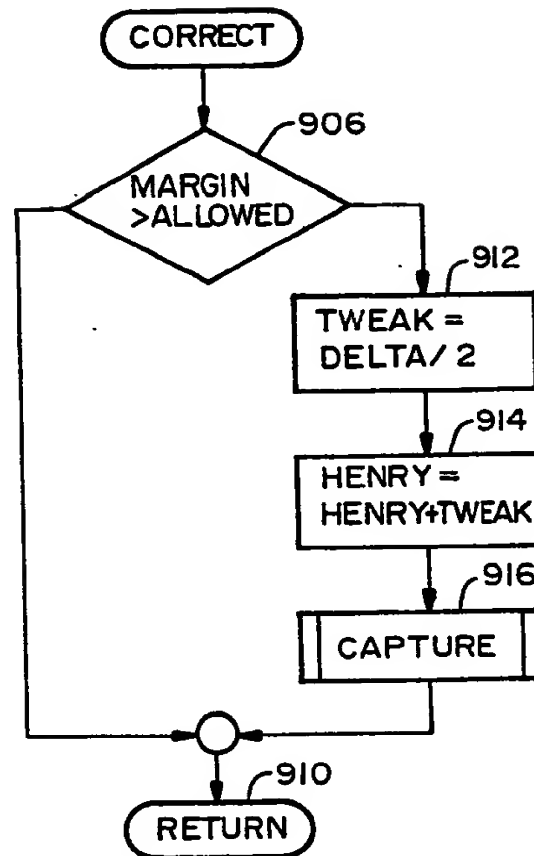 CORRECT
906
MARGIN
>ALLOWED
912
TWEAK =
DELTA/ 2
914
HENRY =
HENRY+TWEAK
916
CAPTURE
910
RETURN